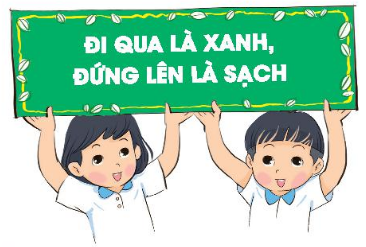 ĐI QUA LÀ XANH,
ĐỨNG LÊN LÀ SẠCH